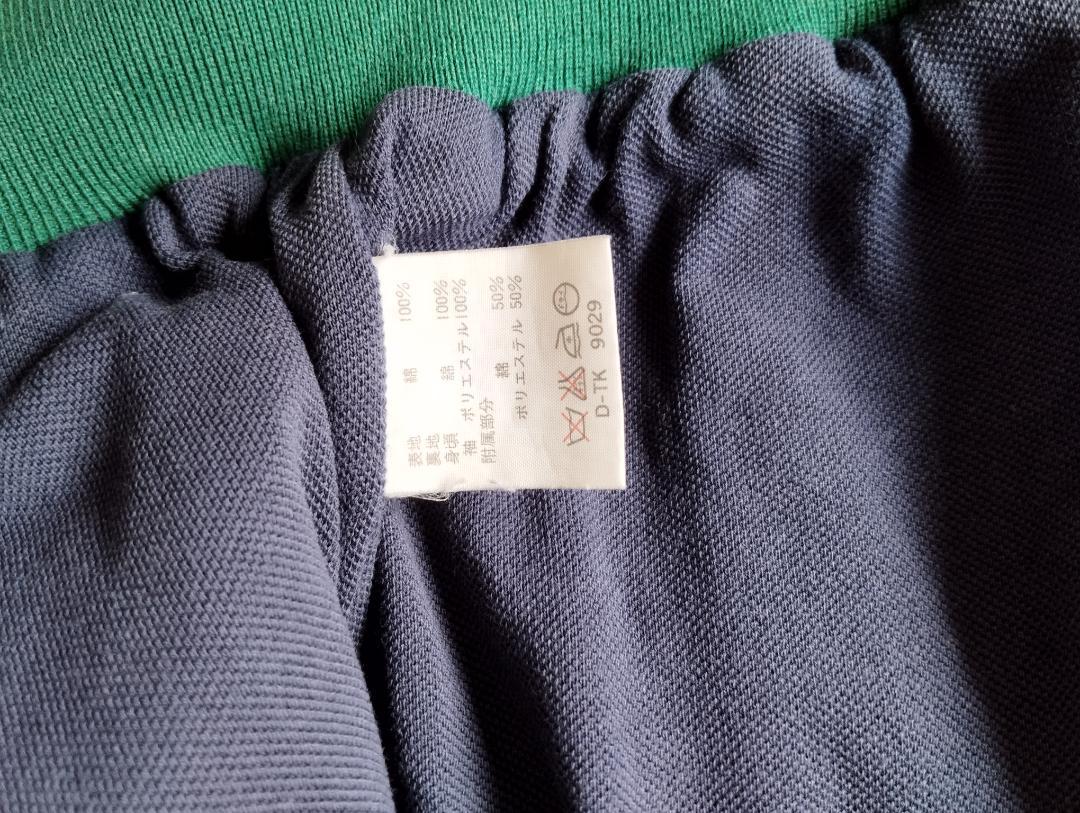 表地 綿 100%
裏地
身頃 綿 100%
袖 ポリエステル100%
附属部分 綿 50%
ポリエステル 50%
D-TK 9029